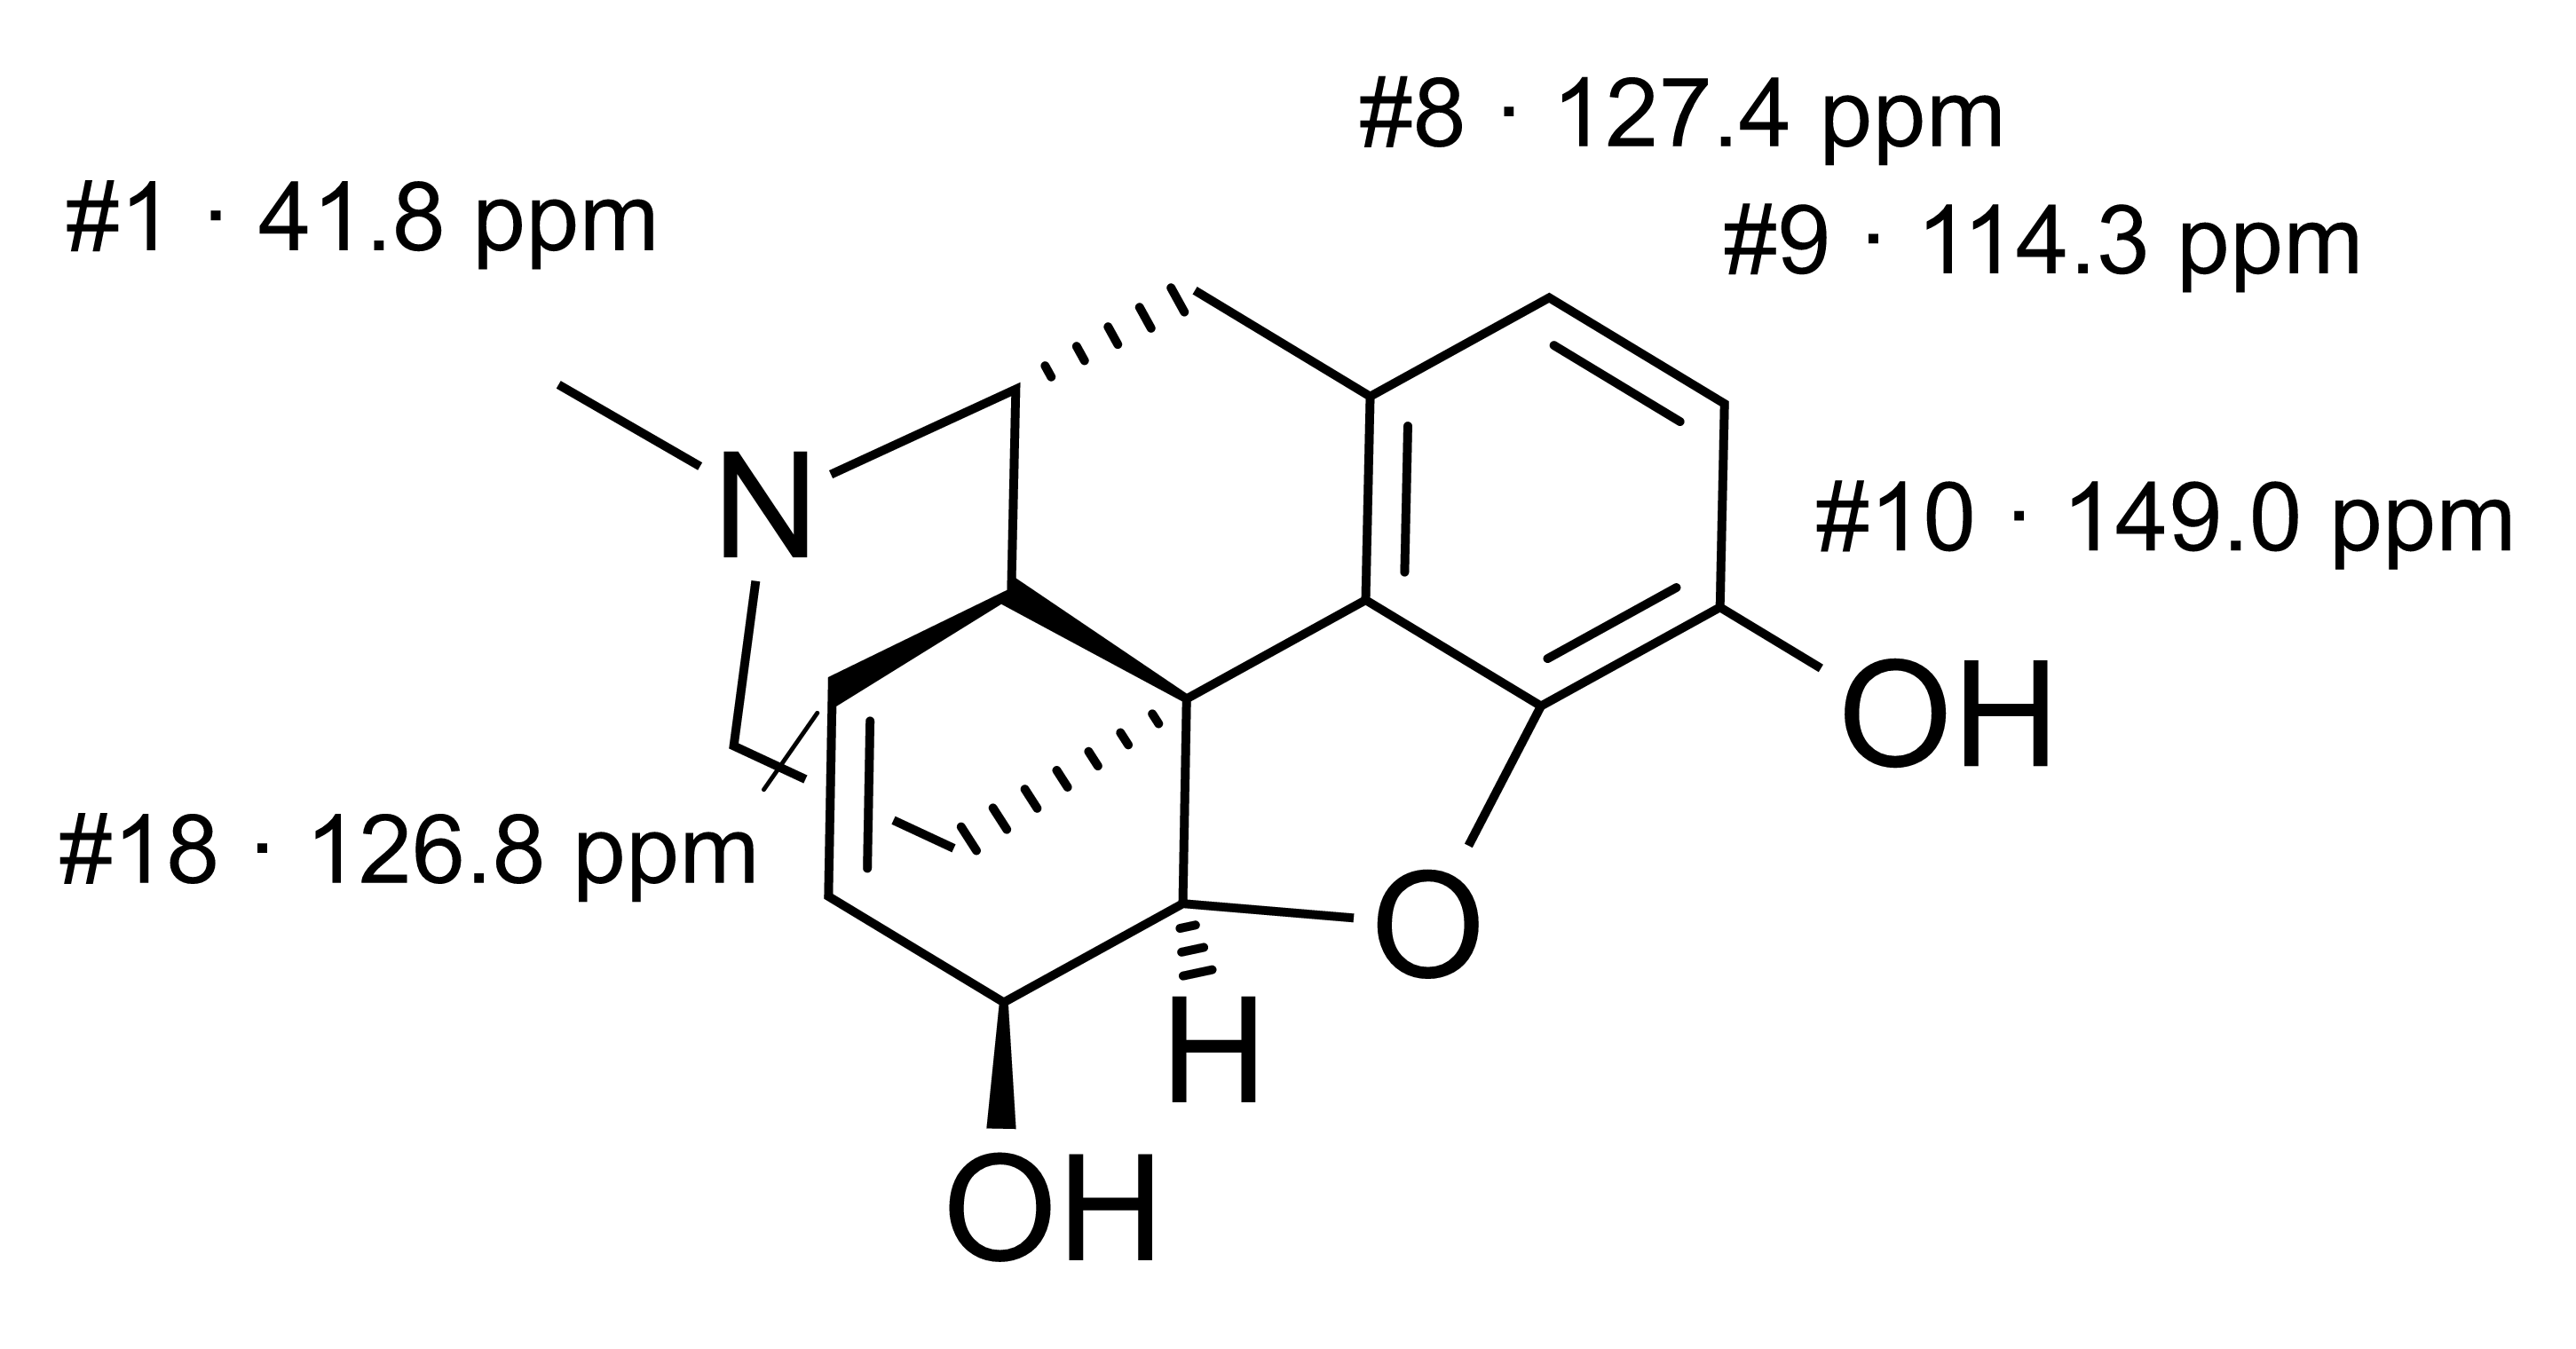 #8 · 127.4 ppm
#1 · 41.8 ppm
#9 · 114.3 ppm
N
#10 · 149.0 ppm
OH
#18 · 126.8 ppm
O
H
OH